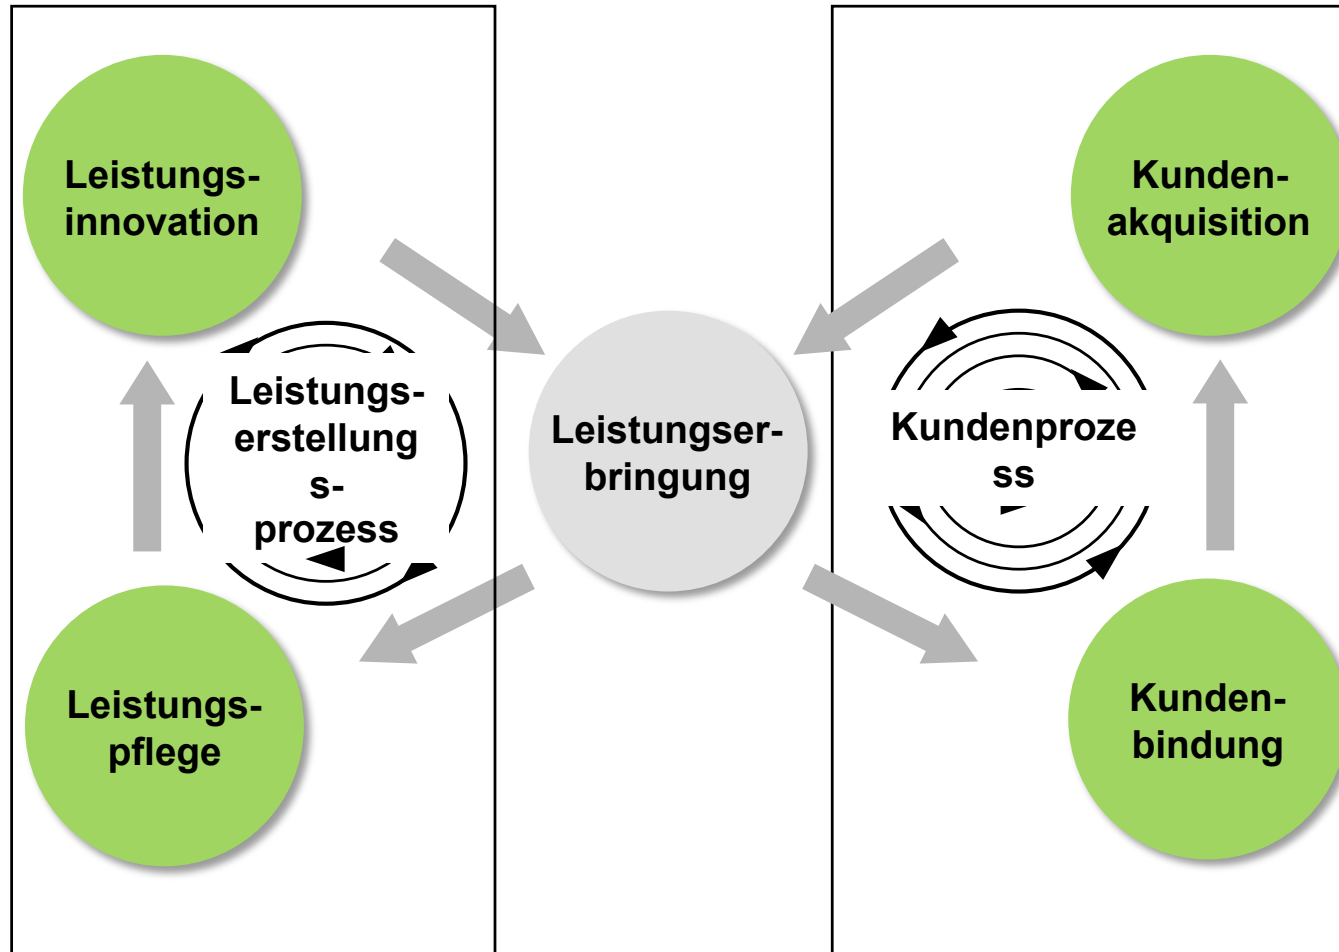 Leistungs-
innovation
Leistungs-
erstellung
s-
prozess
Leistungs-
pflege
Leistungser-
bringung
Kunden-
akquisition
Kundenproze
ss
Kunden-
bindung